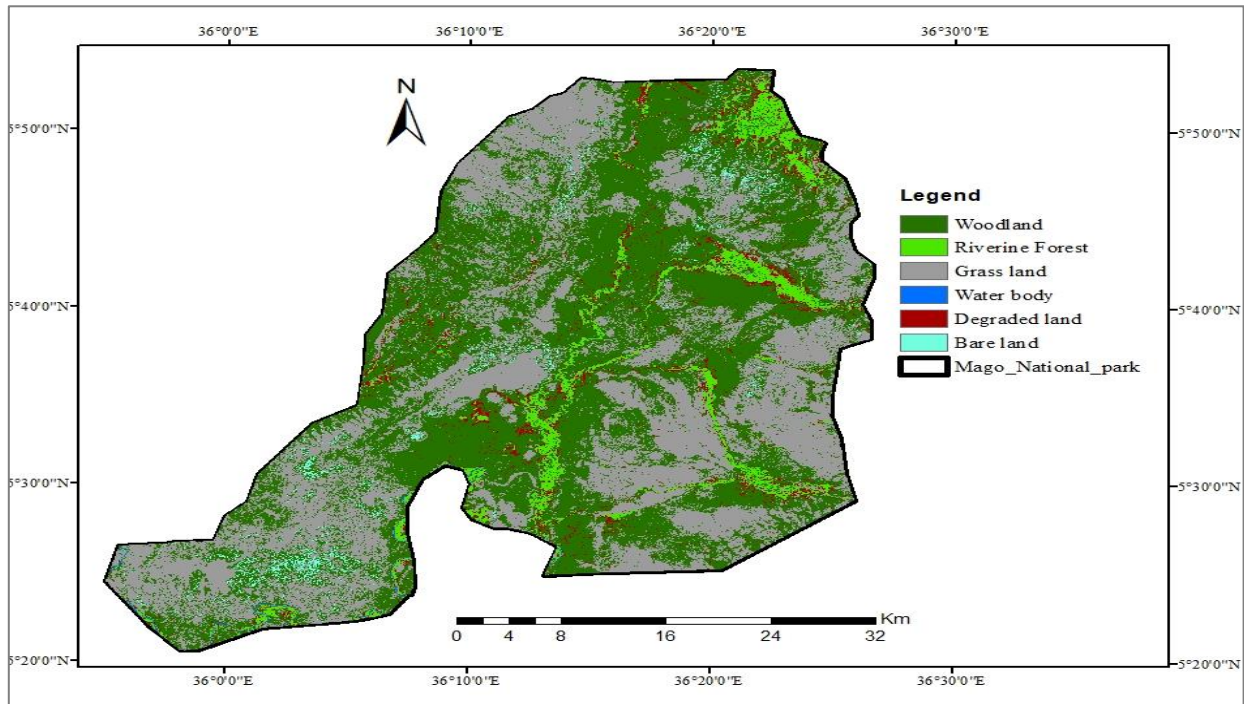 36°0'0"E 36°10'0"E 36°20'0"E 36°30'0"E
N
5°50'0"N 5°50'0"N
Legend
Woodland
Riverine Forest
Grass land
Water body
Degraded land
Bare land
Mago_National_park
5°40'0"N 5°40'0"N
5°30'0"N 5°30'0"N
Km
0 2 4 8 16 24 32
5°20'0"N 5°20'0"N
36°0'0"E 36°10'0"E 36°20'0"E 36°30'0"E